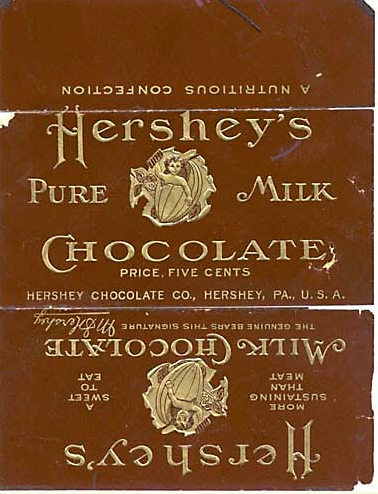 A NUTRITIOUS CONFECTION
Hershey's
PURE MILK
CHOCOLATE
PRICE, FIVE CENTS
HERSHEY CHOCOLATE CO., HERSHEY, PA., U. S. A.
Hershey's
A SWEET TO EAT
MORE SUSTAINING THAN MEAT
MILK CHOCOLATE
THE GENUINE BEARS THIS SIGNATURE M S Hershey